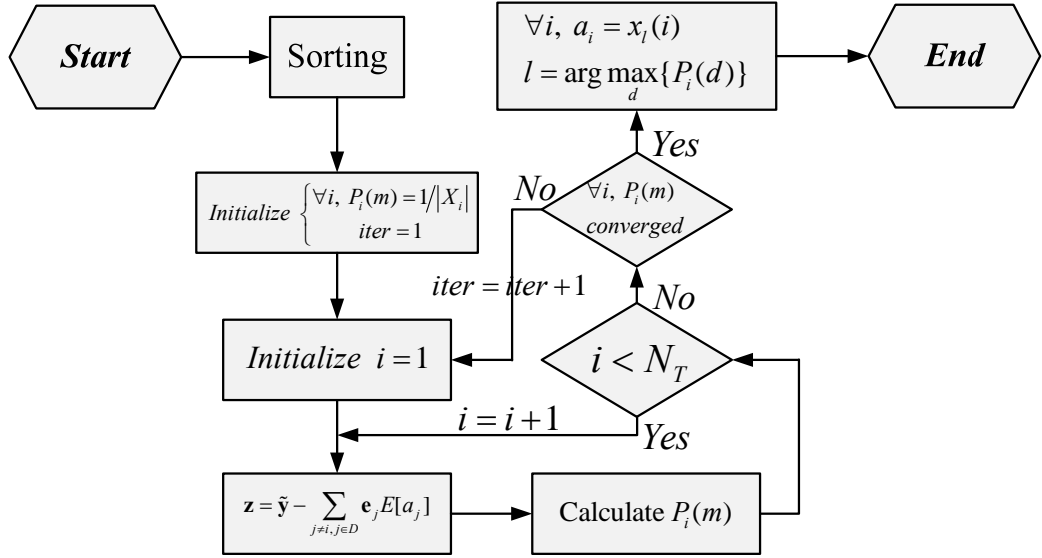 Start
Sorting
Initialize { ∀i, P_i(m) = 1/|X_i|
iter = 1
Initialize i = 1
z = ỹ − ∑_{j≠i, j∈D} e_j E[a_j]
Calculate P_i(m)
i < N_T
Yes
i = i + 1
No
∀i, P_i(m)
converged
No
iter = iter + 1
Yes
∀i, a_i = x_l(i)
l = arg max_d {P_i(d)}
End